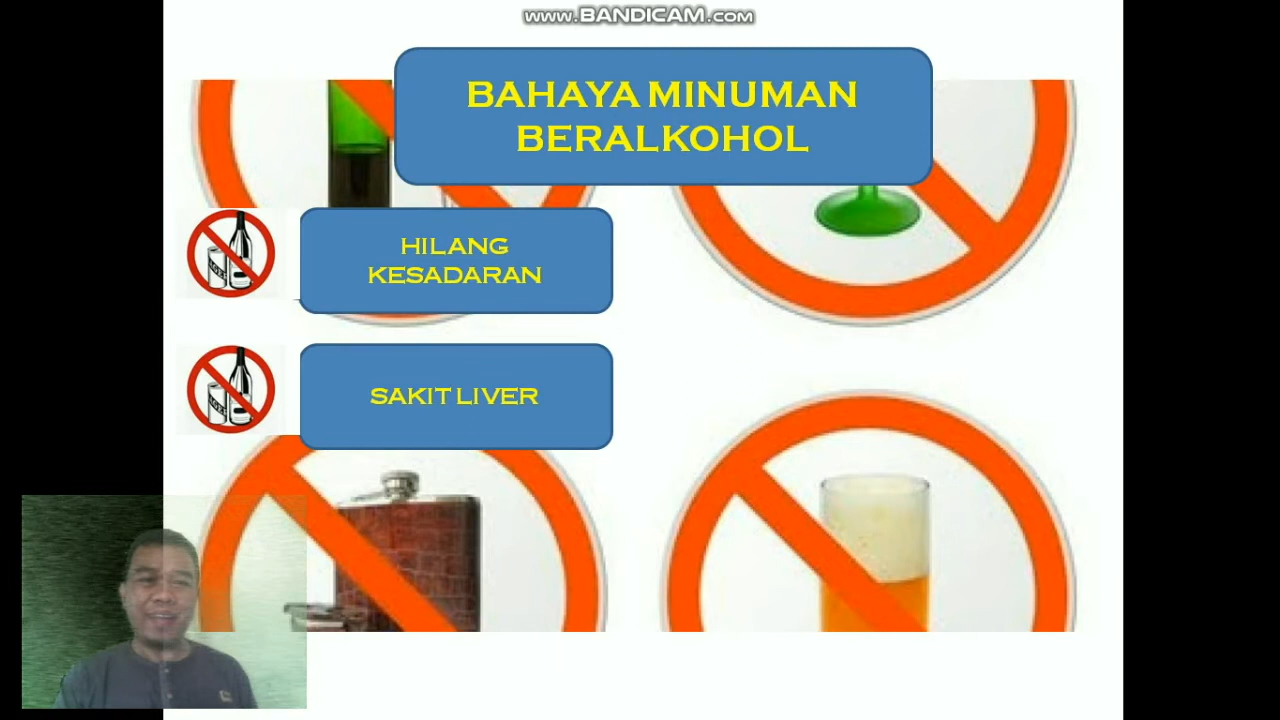 www.BANDICAM.com
BAHAYA MINUMAN
BERALKOHOL
HILANG
KESADARAN
SAKIT LIVER